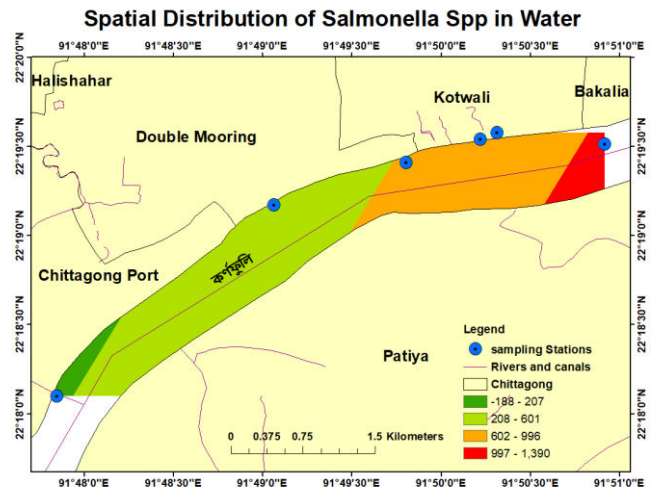 Spatial Distribution of Salmonella Spp in Water
91°48'0"E 91°48'30"E 91°49'0"E 91°49'30"E 91°50'0"E 91°50'30"E 91°51'0"E
22°20'0"N
22°20'0"N
Halishahar
Kotwali
Bakalia
Double Mooring
22°19'30"N
22°19'30"N
22°19'0"N
22°19'0"N
কর্ণফুলি
Chittagong Port
22°18'30"N
22°18'30"N
Patiya
Legend
sampling Stations
Rivers and canals
Chittagong
-188 - 207
208 - 601
602 - 996
997 - 1,390
0 0.375 0.75 1.5 Kilometers
22°18'0"N
22°18'0"N
91°48'0"E 91°48'30"E 91°49'0"E 91°49'30"E 91°50'0"E 91°50'30"E 91°51'0"E